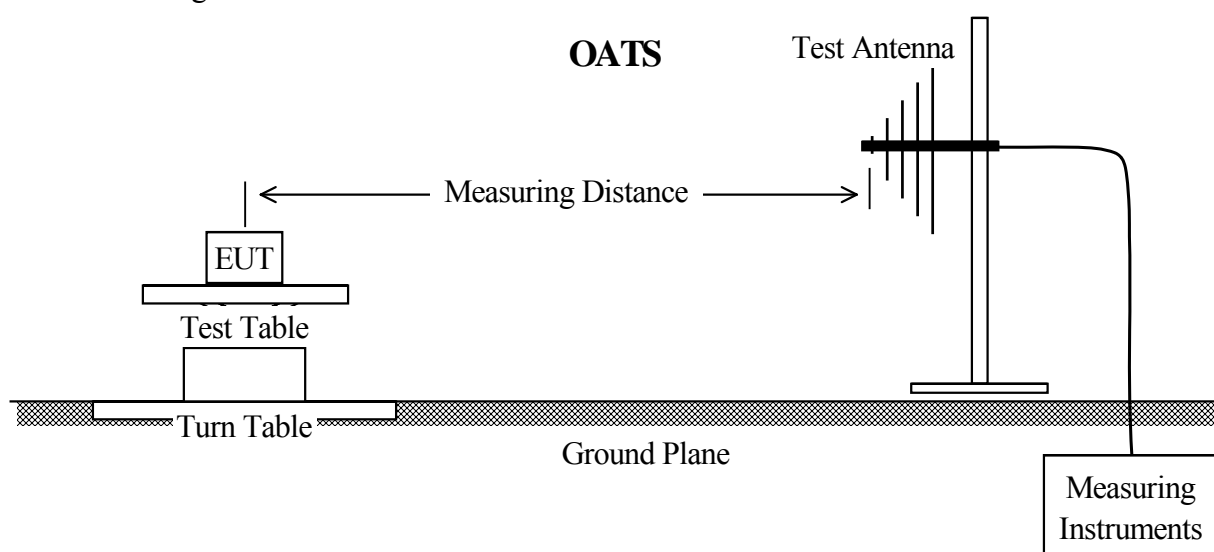 OATS
Test Antenna
Measuring Distance
EUT
Test Table
Turn Table
Ground Plane
Measuring
Instruments